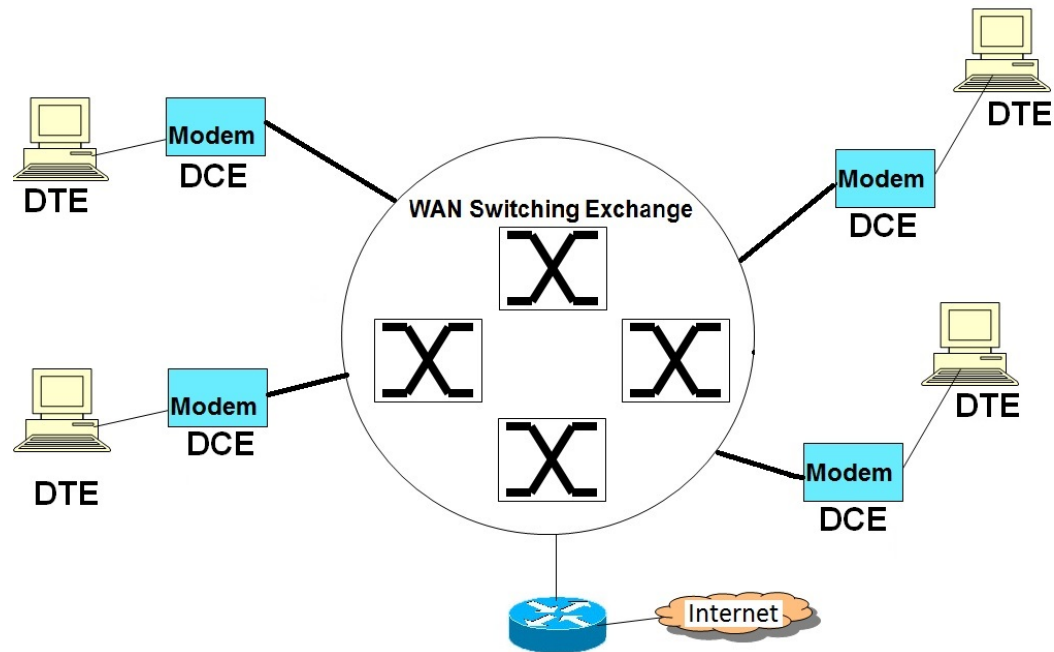 DTE
Modem
DTE
DCE
Modem
DTE
DCE
WAN Switching Exchange
Modem
DTE
DCE
DTE
Modem
DCE
Internet